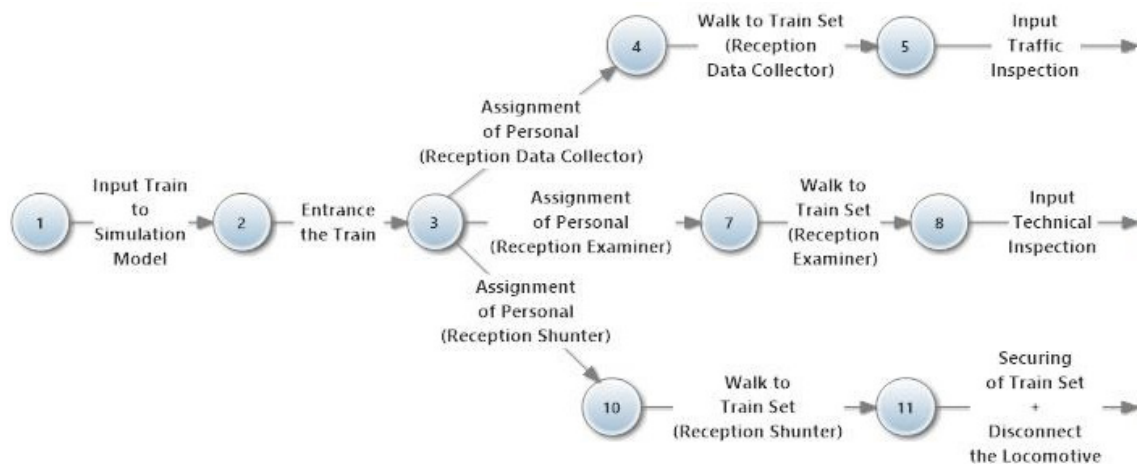 4
Walk to Train Set
(Reception
Data Collector)
5
Input
Traffic
Inspection
Assignment
of Personal
(Reception Data Collector)
1
Input Train
to
Simulation
Model
2
Entrance
the Train
3
Assignment
of Personal
(Reception Examiner)
7
Walk to
Train Set
(Reception
Examiner)
8
Input
Technical
Inspection
Assignment
of Personal
(Reception Shunter)
10
Walk to
Train Set
(Reception Shunter)
11
Securing
of Train Set
+
Disconnect
the Locomotive